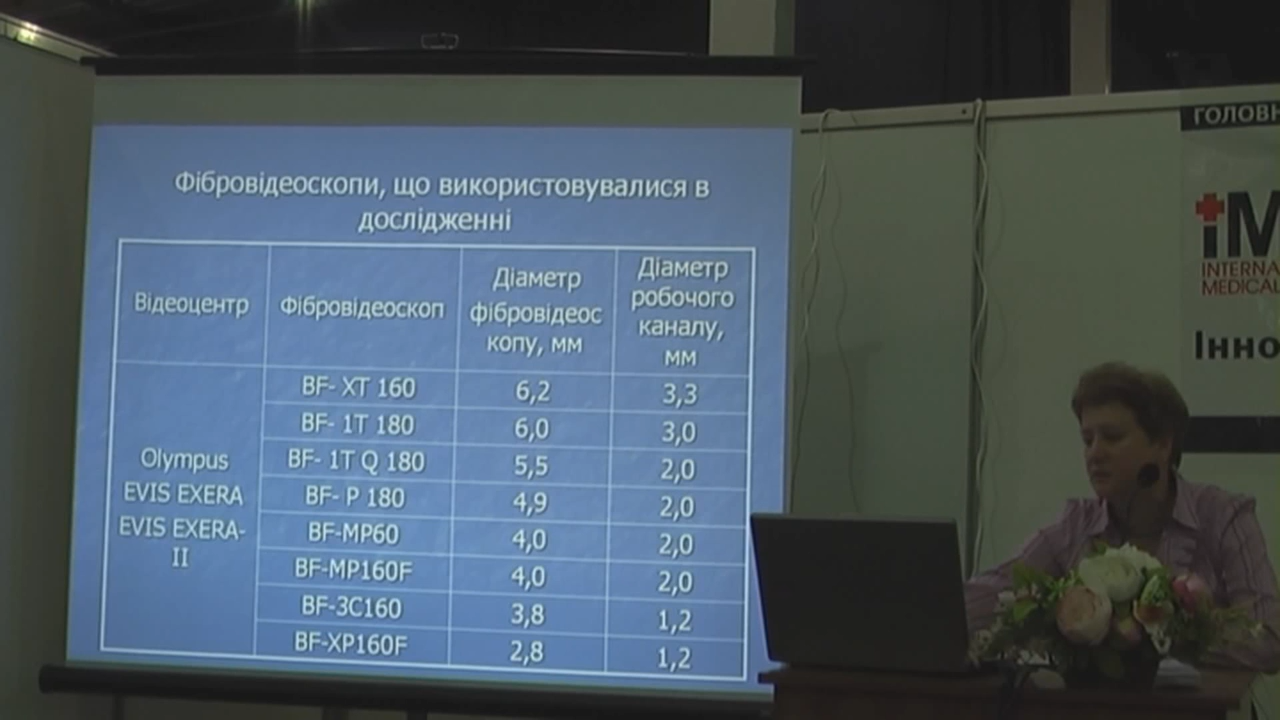 Фібровідеоскопи, що використовувалися в
дослідженні
Відеоцентр
Фібровідеоскоп
Діаметр
фібровідеос
копу, мм
Діаметр
робочого
каналу,
мм
Olympus
EVIS EXERA
EVIS EXERA-
II
BF- XT 160
6,2
3,3
BF- 1T 180
6,0
3,0
BF- 1T Q 180
5,5
2,0
BF- P 180
4,9
2,0
BF-MP60
4,0
2,0
BF-MP160F
4,0
2,0
BF-3C160
3,8
1,2
BF-XP160F
2,8
1,2
ГОЛОВН
iM
INTERNA
MEDICAL
Інно